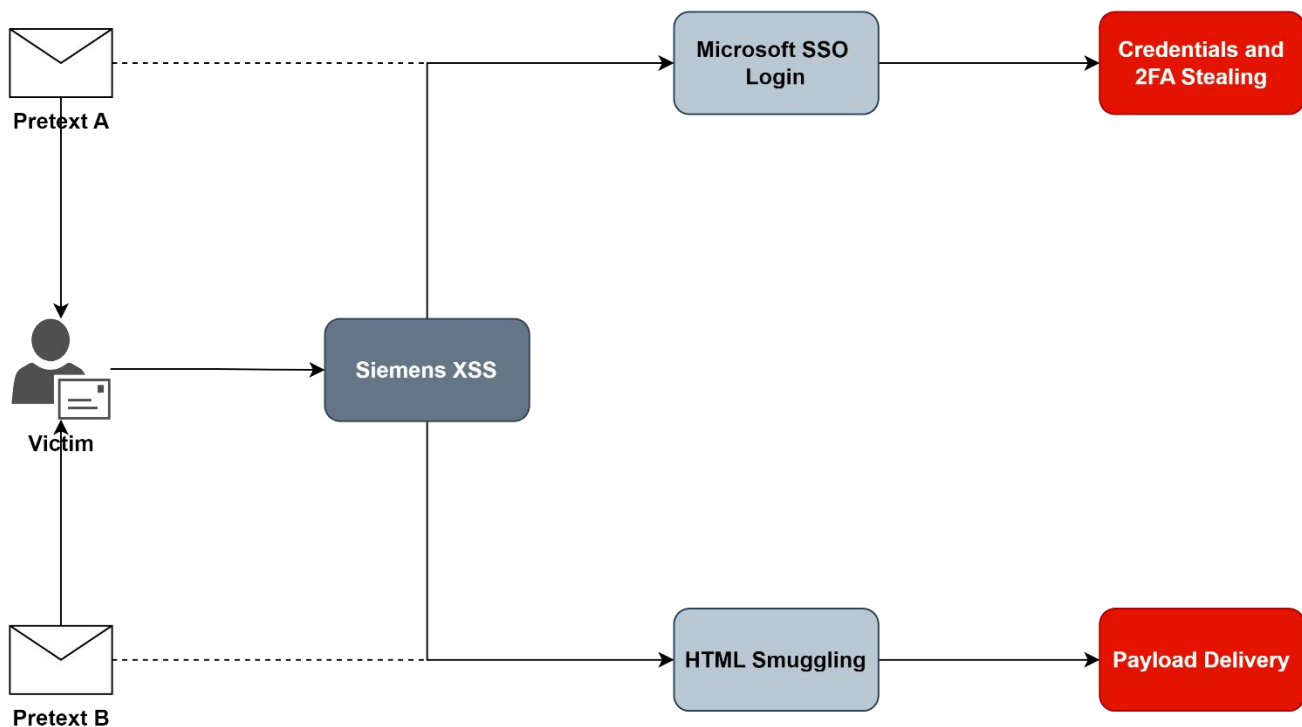 Microsoft SSO
Login
Credentials and
2FA Stealing
Pretext A
Siemens XSS
Victim
HTML Smuggling
Payload Delivery
Pretext B